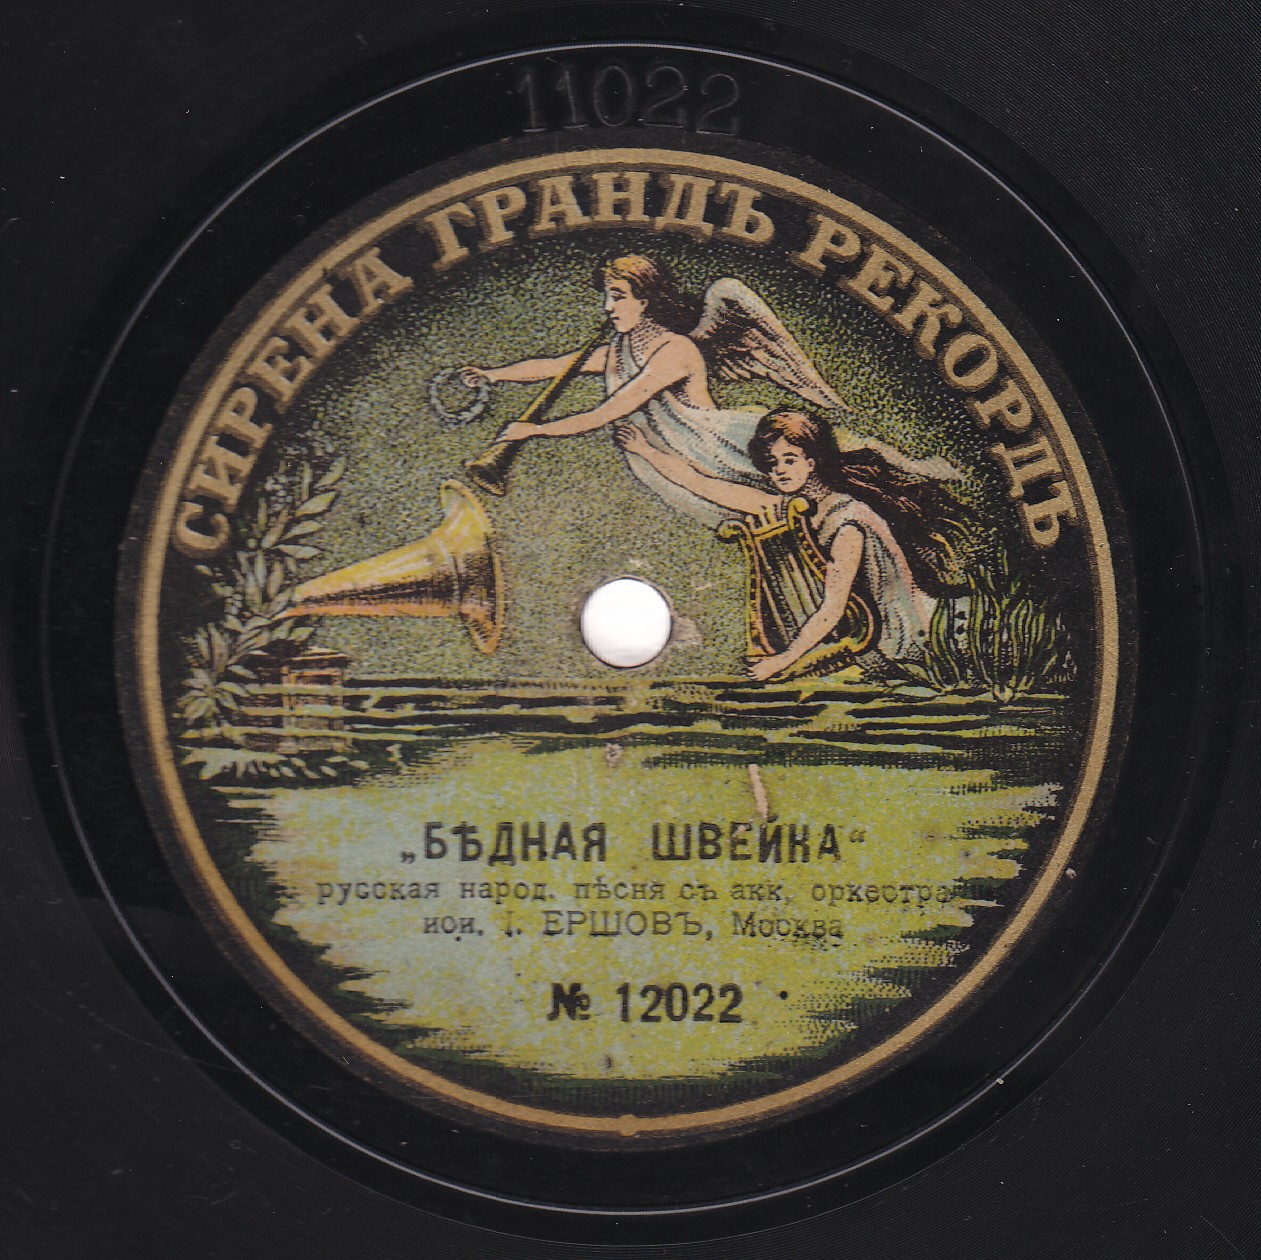 11022
СИРЕНА ГРАНДЪ РЕКОРДЪ
„БѢДНАЯ ШВЕЙКА“
русская народ. пѣсня съ акк. оркестра
исп. І. ЕРШОВЪ, Москва
№ 12022